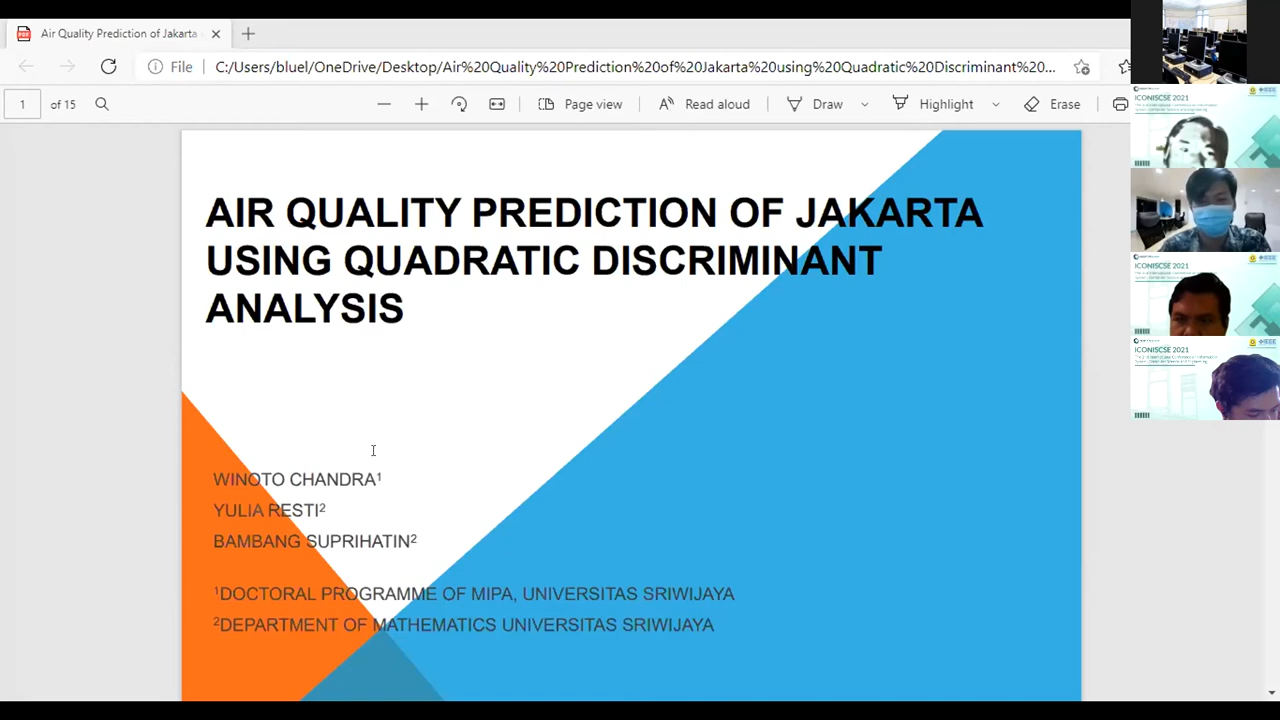 Air Quality Prediction of Jakarta
File
C:/Users/bluel/OneDrive/Desktop/Air%20Quality%20Prediction%20of%20Jakarta%20using%20Quadratic%20Discriminant%20...
1 of 15
Page view
Read aloud
Draw
Highlight
Erase
AIR QUALITY PREDICTION OF JAKARTA
USING QUADRATIC DISCRIMINANT
ANALYSIS
WINOTO CHANDRA¹
YULIA RESTI²
BAMBANG SUPRIHATIN²
¹DOCTORAL PROGRAMME OF MIPA, UNIVERSITAS SRIWIJAYA
²DEPARTMENT OF MATHEMATICS UNIVERSITAS SRIWIJAYA
ICONISCSE 2021
ICONISCSE 2021
ICONISCSE 2021